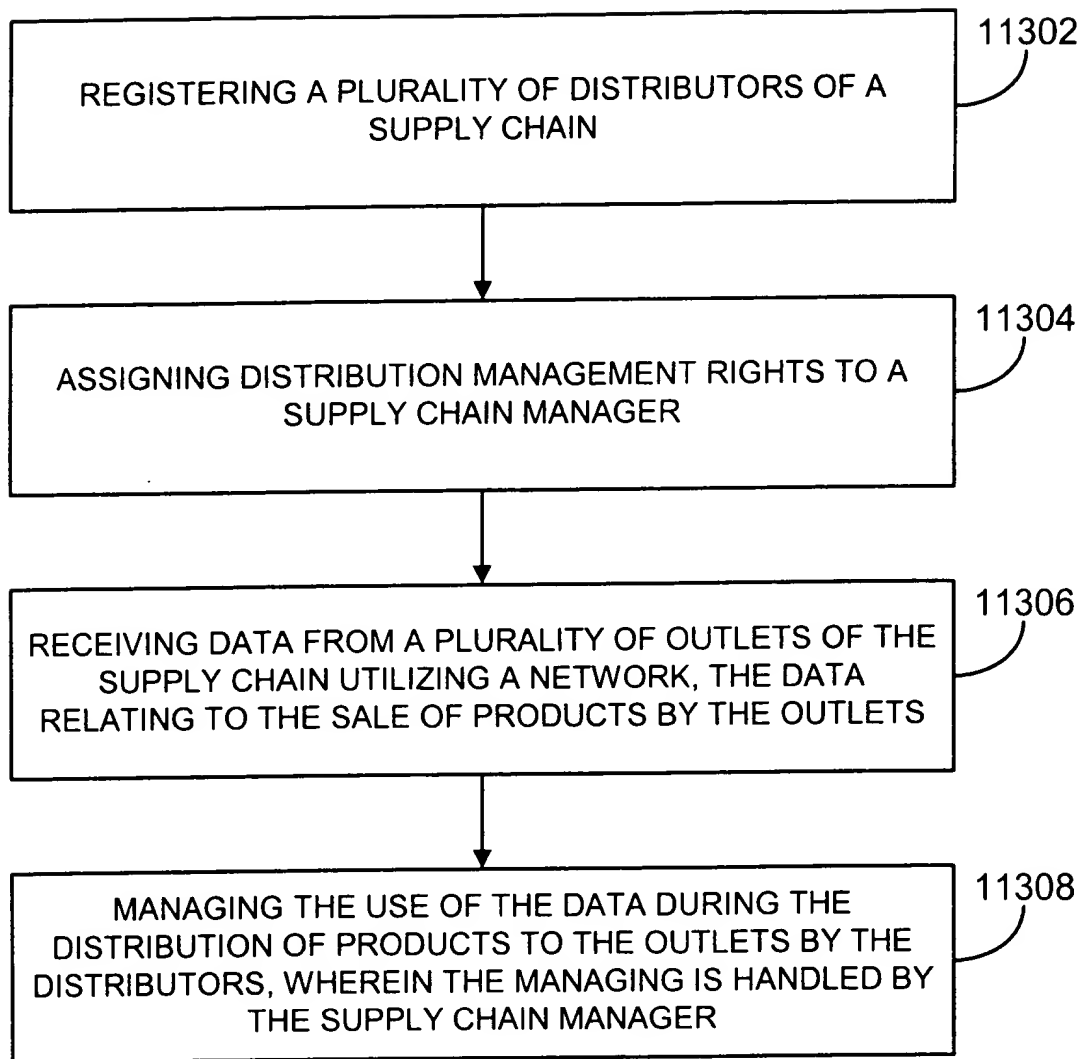 11302
REGISTERING A PLURALITY OF DISTRIBUTORS OF A
SUPPLY CHAIN
11304
ASSIGNING DISTRIBUTION MANAGEMENT RIGHTS TO A
SUPPLY CHAIN MANAGER
11306
RECEIVING DATA FROM A PLURALITY OF OUTLETS OF THE
SUPPLY CHAIN UTILIZING A NETWORK, THE DATA
RELATING TO THE SALE OF PRODUCTS BY THE OUTLETS
11308
MANAGING THE USE OF THE DATA DURING THE
DISTRIBUTION OF PRODUCTS TO THE OUTLETS BY THE
DISTRIBUTORS, WHEREIN THE MANAGING IS HANDLED BY
THE SUPPLY CHAIN MANAGER